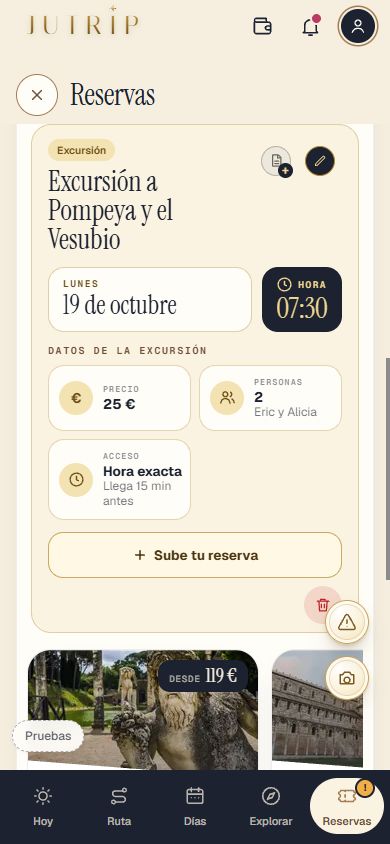 JUTRIP
Reservas
Excursión
Excursión a
Pompeya y el
Vesubio
LUNES
19 de octubre
HORA
07:30
DATOS DE LA EXCURSIÓN
€
PRECIO
25 €
PERSONAS
2
Eric y Alicia
ACCESO
Hora exacta
Llega 15 min
antes
+ Sube tu reserva
DESDE 119 €
Pruebas
!
Hoy
Ruta
Días
Explorar
Reservas